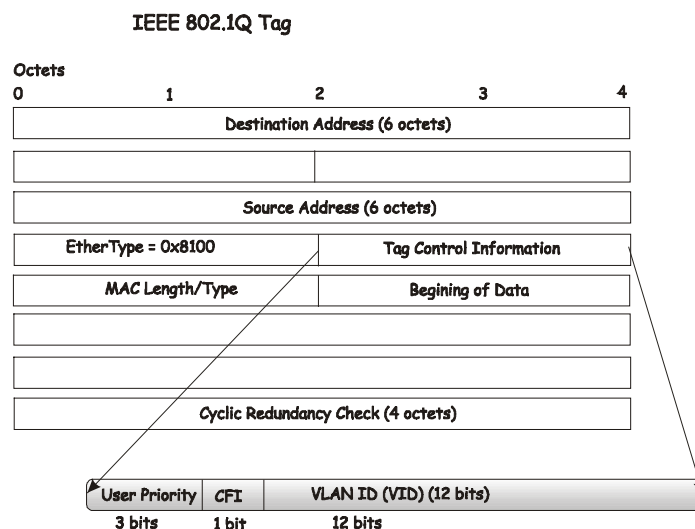 IEEE 802.1Q Tag
Octets
0 1 2 3 4
Destination Address (6 octets)
Source Address (6 octets)
EtherType = 0x8100 Tag Control Information
MAC Length/Type Begining of Data
Cyclic Redundancy Check (4 octets)
User Priority CFI VLAN ID (VID) (12 bits)
3 bits 1 bit 12 bits